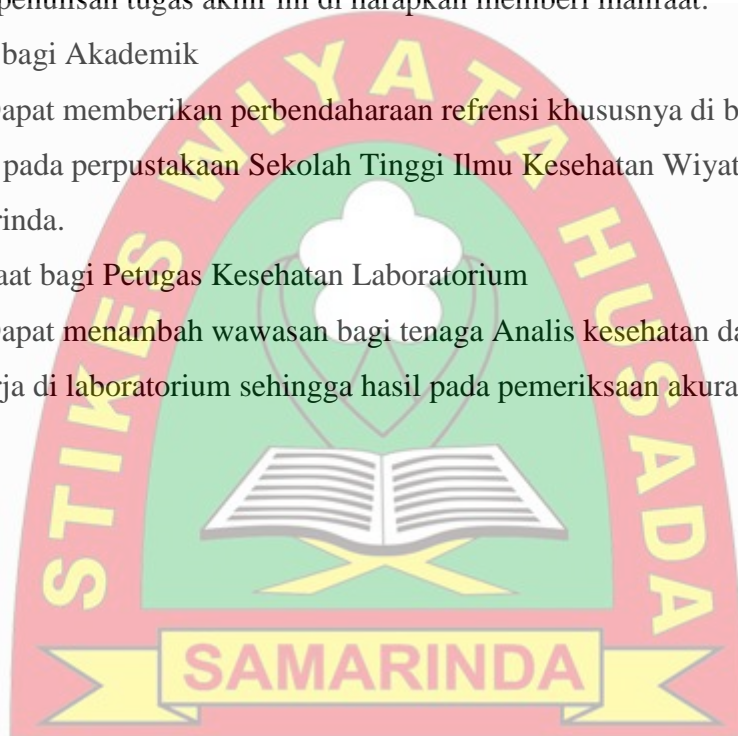 penulisan tugas akhir ini di harapkan memberi manfaat.
bagi Akademik
apat memberikan perbendaharaan refrensi khususnya di b
pada perpustakaan Sekolah Tinggi Ilmu Kesehatan Wiyat
rinda.
aat bagi Petugas Kesehatan Laboratorium
apat menambah wawasan bagi tenaga Analis kesehatan da
rja di laboratorium sehingga hasil pada pemeriksaan akura
STIKES WIYATA HUSADA
SAMARINDA